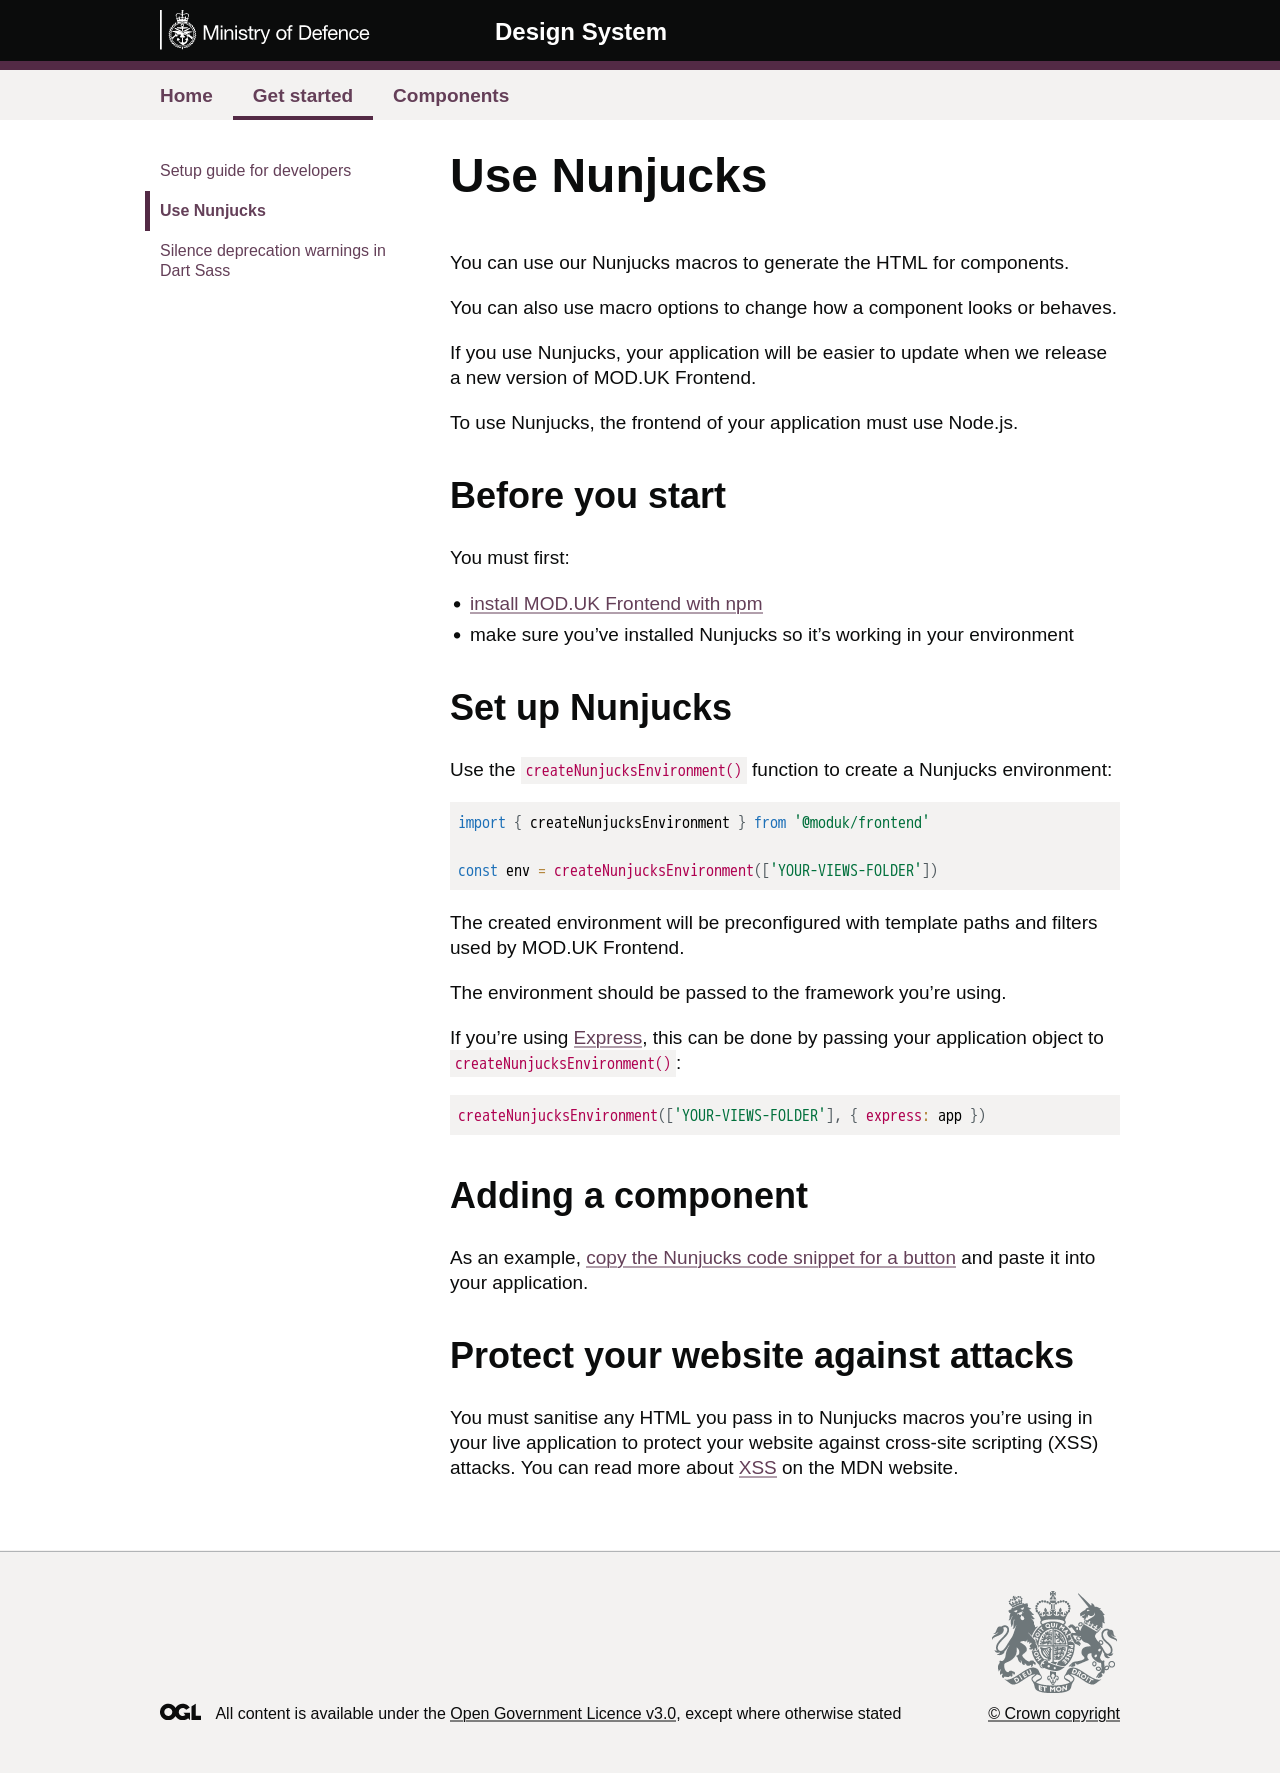 Ministry of Defence
Design System
Home
Get started
Components
Setup guide for developers
Use Nunjucks
Silence deprecation warnings in
Dart Sass
Use Nunjucks
You can use our Nunjucks macros to generate the HTML for components.
You can also use macro options to change how a component looks or behaves.
If you use Nunjucks, your application will be easier to update when we release
a new version of MOD.UK Frontend.
To use Nunjucks, the frontend of your application must use Node.js.
Before you start
You must first:
install MOD.UK Frontend with npm
make sure you’ve installed Nunjucks so it’s working in your environment
Set up Nunjucks
Use the createNunjucksEnvironment() function to create a Nunjucks environment:
import { createNunjucksEnvironment } from '@moduk/frontend'
const env = createNunjucksEnvironment(['YOUR-VIEWS-FOLDER'])
The created environment will be preconfigured with template paths and filters
used by MOD.UK Frontend.
The environment should be passed to the framework you’re using.
If you’re using Express, this can be done by passing your application object to
createNunjucksEnvironment():
createNunjucksEnvironment(['YOUR-VIEWS-FOLDER'], { express: app })
Adding a component
As an example, copy the Nunjucks code snippet for a button and paste it into
your application.
Protect your website against attacks
You must sanitise any HTML you pass in to Nunjucks macros you’re using in
your live application to protect your website against cross-site scripting (XSS)
attacks. You can read more about XSS on the MDN website.
OGL All content is available under the Open Government Licence v3.0, except where otherwise stated
© Crown copyright